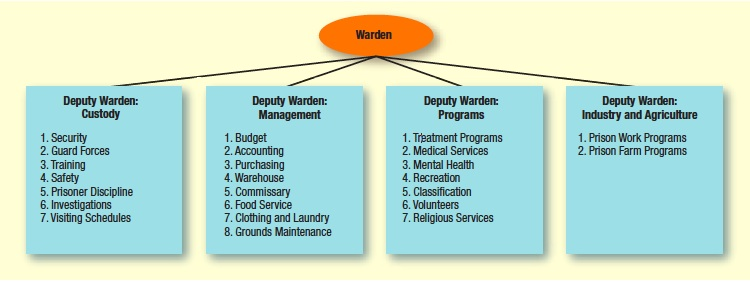 Warden
Deputy Warden:
Custody
1. Security
2. Guard Forces
3. Training
4. Safety
5. Prisoner Discipline
6. Investigations
7. Visiting Schedules
Deputy Warden:
Management
1. Budget
2. Accounting
3. Purchasing
4. Warehouse
5. Commissary
6. Food Service
7. Clothing and Laundry
8. Grounds Maintenance
Deputy Warden:
Programs
1. Treatment Programs
2. Medical Services
3. Mental Health
4. Recreation
5. Classification
6. Volunteers
7. Religious Services
Deputy Warden:
Industry and Agriculture
1. Prison Work Programs
2. Prison Farm Programs